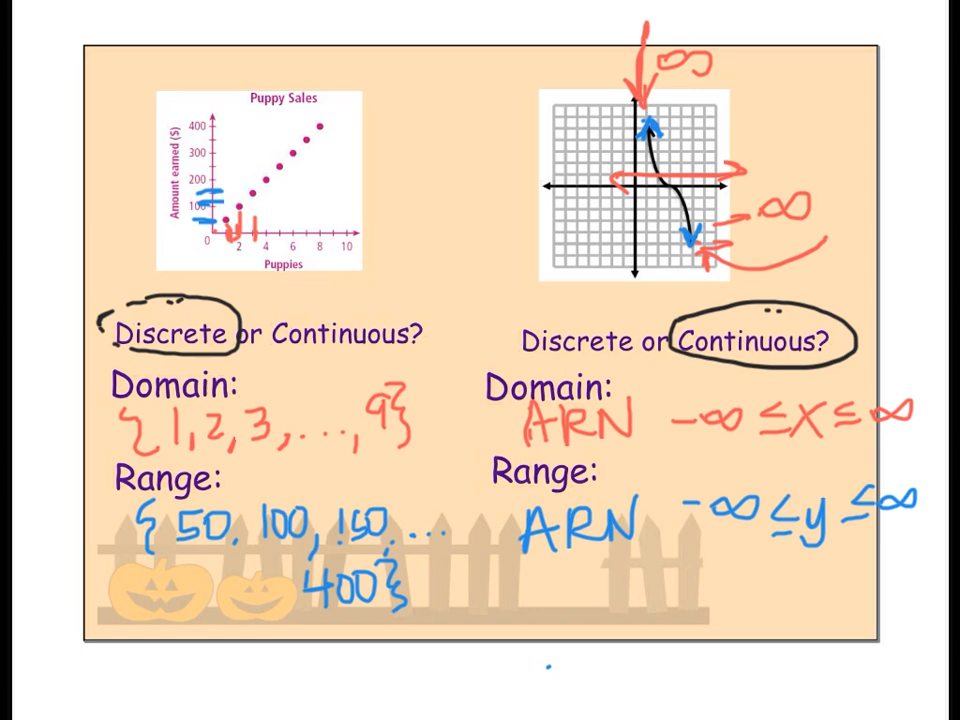 Puppy Sales
Amount earned ($)
400
300
200
100
0
2 4 6 8 10
Puppies
∞
-∞
Discrete or Continuous?
Domain:
{1, 2, 3, ..., 9}
Range:
{50, 100, 150, ...
400}
Discrete or Continuous?
Domain:
ARN -∞ ≤ x ≤ ∞
Range:
ARN -∞ ≤ y ≤ ∞